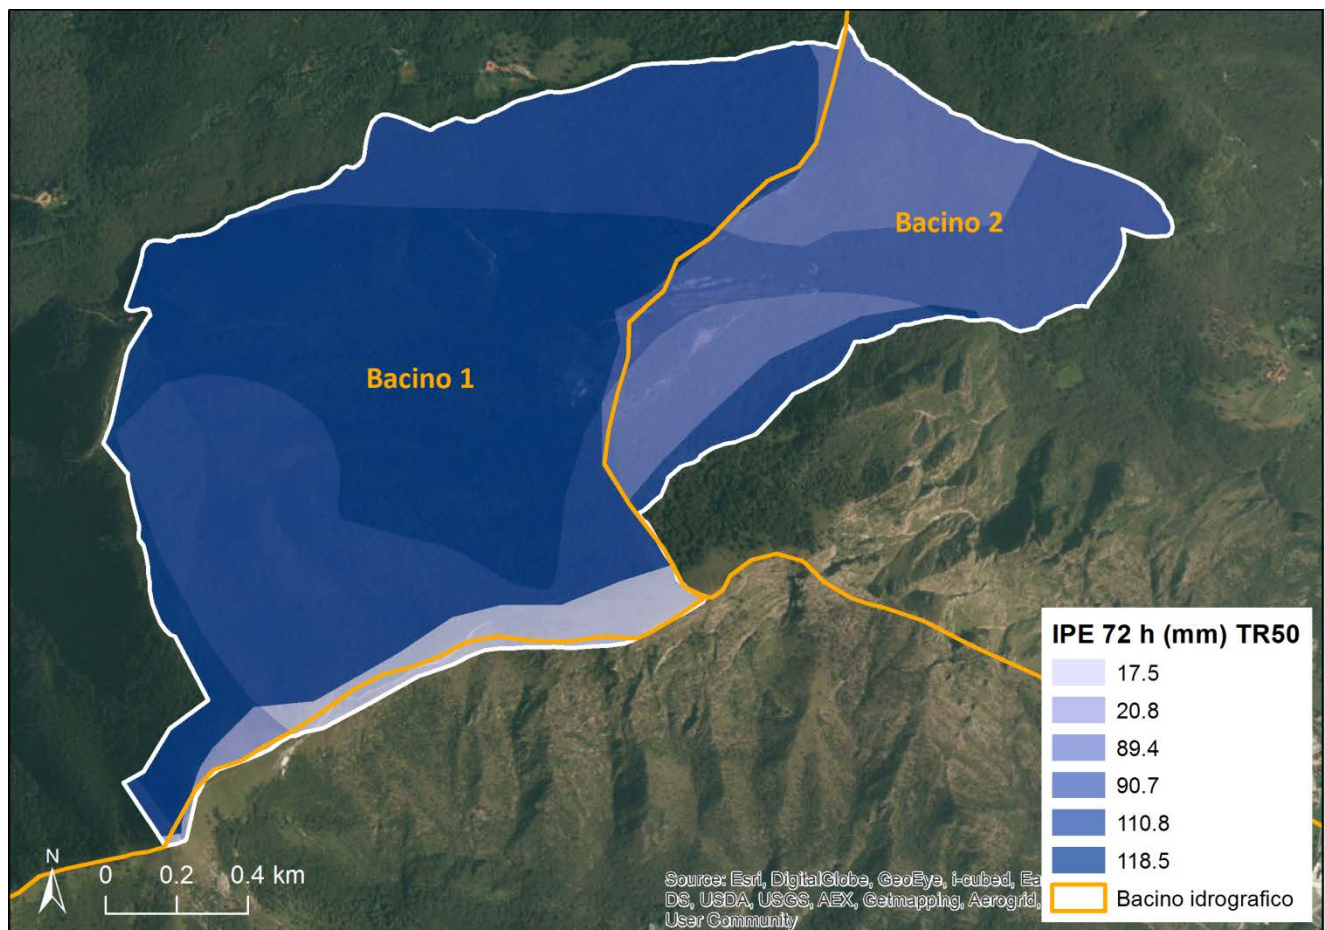 Bacino 2
Bacino 1
IPE 72 h (mm) TR50
17.5
20.8
89.4
90.7
110.8
118.5
Bacino idrografico
N
0 0.2 0.4 km
Source: Esri, DigitalGlobe, GeoEye, i-cubed,
DS, USDA, USGS, AEX, Getmapping, Aerogrid,
User Community